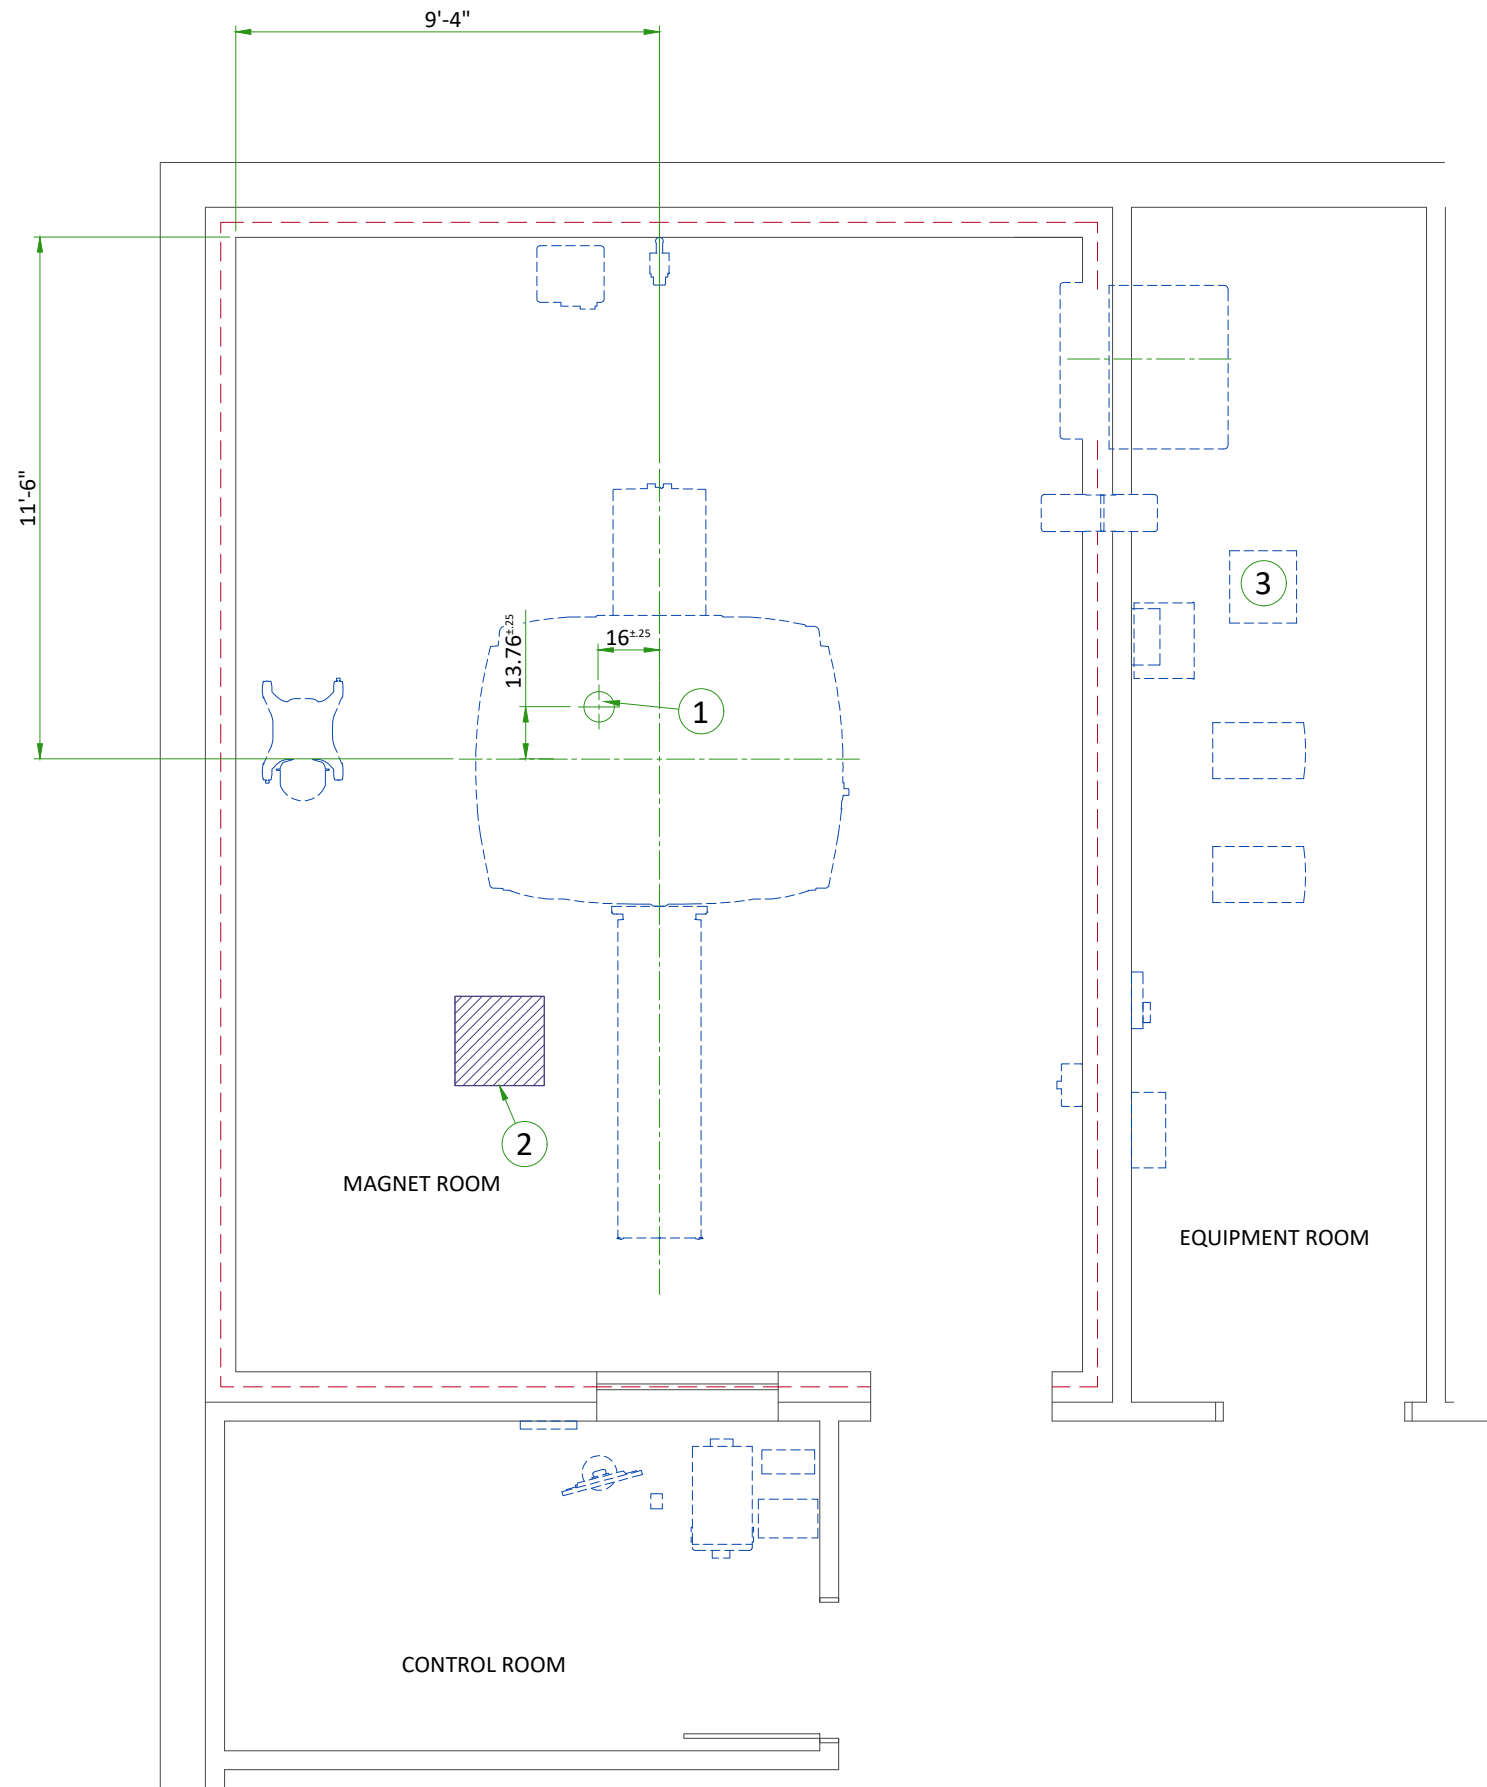 9'-4"
11'-6"
3
13.76±.25
16±.25
1
2
MAGNET ROOM
EQUIPMENT ROOM
CONTROL ROOM